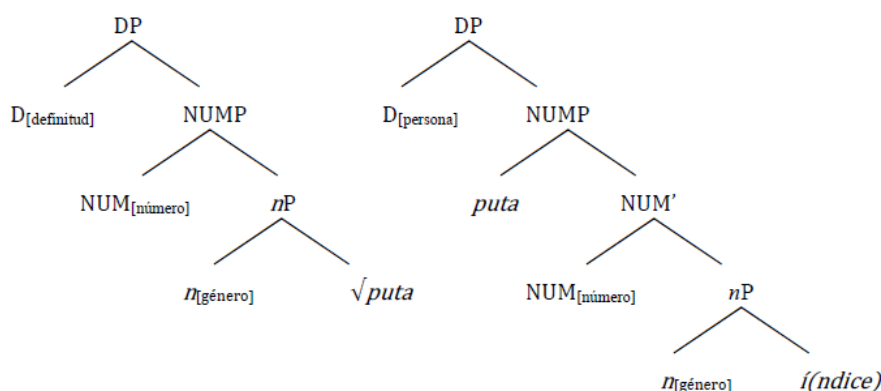 DP DP
D[definitud] NUMP D[persona] NUMP
NUM[número] nP puta NUM’
n[género] √puta NUM[número] nP
n[género] í(ndice)